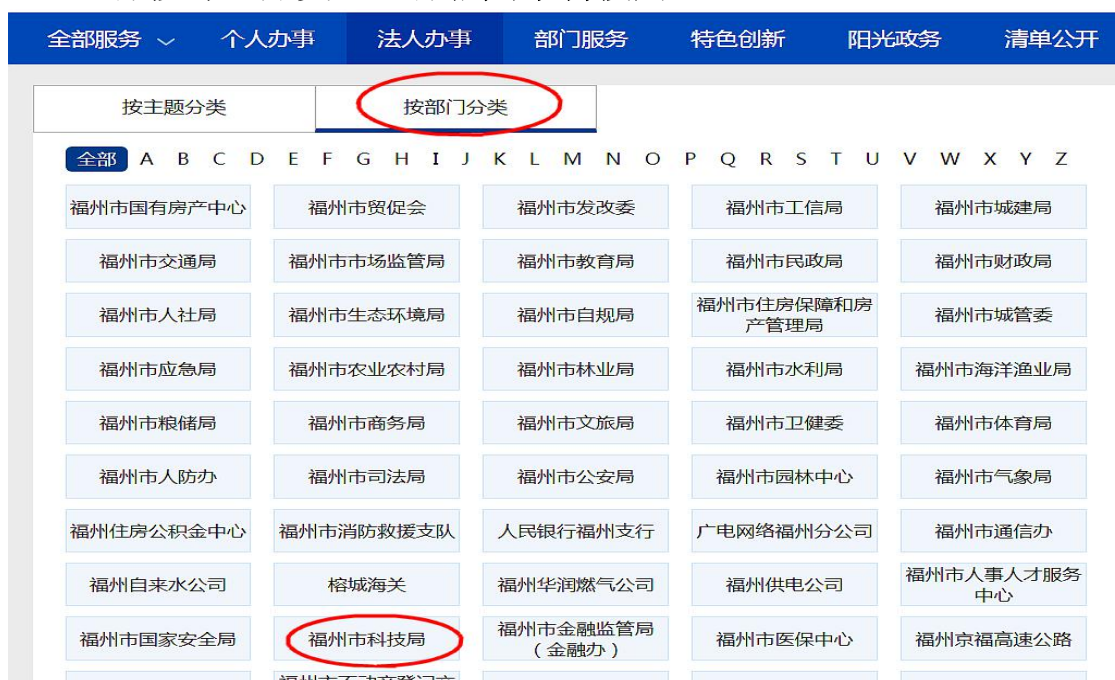 全部服务 个人办事 法人办事 部门服务 特色创新 阳光政务 清单公开
按主题分类 按部门分类
全部 A B C D E F G H I J K L M N O P Q R S T U V W X Y Z
福州市国有房产中心 福州市贸促会 福州市发改委 福州市工信局 福州市城建局
福州市交通局 福州市市场监管局 福州市教育局 福州市民政局 福州市财政局
福州市人社局 福州市生态环境局 福州市自规局 福州市住房保障和房 福州市城管委
产管理局
福州市应急局 福州市农业农村局 福州市林业局 福州市水利局 福州市海洋渔业局
福州市粮储局 福州市商务局 福州市文旅局 福州市卫健委 福州市体育局
福州市人防办 福州市司法局 福州市公安局 福州市园林中心 福州市气象局
福州住房公积金中心 福州市消防救援支队 人民银行福州支行 广电网络福州分公司 福州市通信办
福州自来水公司 榕城海关 福州华润燃气公司 福州供电公司 福州市人事人才服务
中心
福州市国家安全局 福州市科技局 福州市金融监管局 福州市医保中心 福州京福高速公路
（金融办）